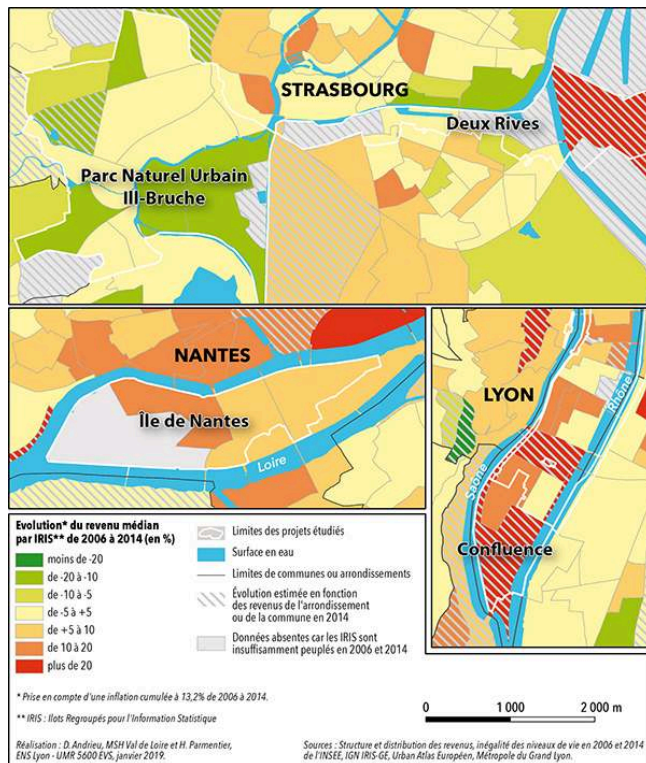 STRASBOURG
Deux Rives
Parc Naturel Urbain
Ill-Bruche
NANTES
Île de Nantes
Loire
LYON
Rhône
Saône
Confluence
Evolution* du revenu médian
par IRIS** de 2006 à 2014 (en %)
moins de -20
de -20 à -10
de -10 à -5
de -5 à +5
de +5 à 10
de 10 à 20
plus de 20
Limites des projets étudiés
Surface en eau
Limites de communes ou arrondissements
Évolution estimée en fonction
des revenus de l'arrondissement
ou de la commune en 2014
Données absentes car les IRIS sont
insuffisamment peuplés en 2006 et 2014
* Prise en compte d'une inflation cumulée à 13,2% de 2006 à 2014.
** IRIS : Ilots Regroupés pour l'Information Statistique
0 1 000 2 000 m
Réalisation : D. Andrieu, MSH Val de Loire et H. Parmentier,
ENS Lyon - UMR 5600 EVS, janvier 2019.
Sources : Structure et distribution des revenus, inégalité des niveaux de vie en 2006 et 2014
de l'INSEE, IGN IRIS-GE, Urban Atlas Européen, Métropole du Grand Lyon.